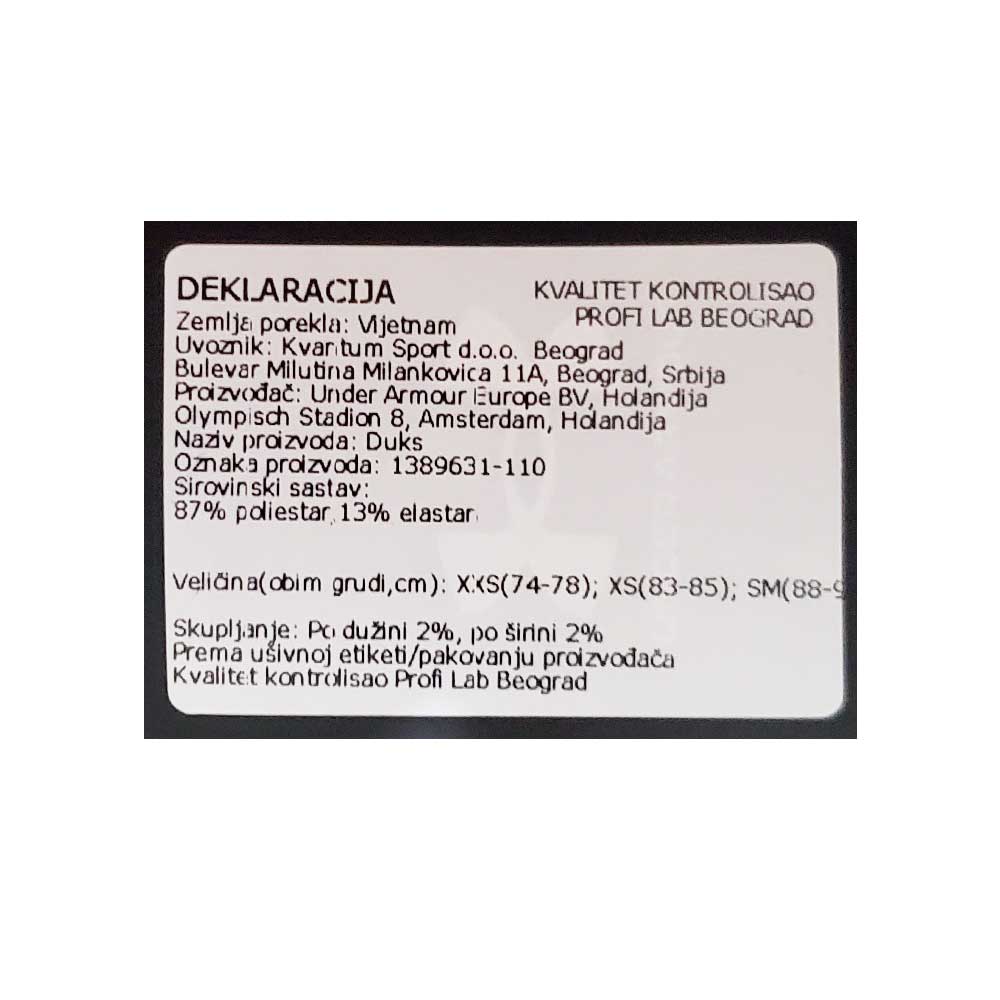 DEKLARACIJA
KVALITET KONTROLISAO
PROFI LAB BEOGRAD
Zemlja porekla: Vijetnam
Uvoznik: Kvantum Sport d.o.o. Beograd
Bulevar Milutina Milankovica 11A, Beograd, Srbija
Proizvođač: Under Armour Europe BV, Holandija
Olympisch Stadion 8, Amsterdam, Holandija
Naziv proizvoda: Duks
Oznaka proizvoda: 1389631-110
Sirovinski sastav:
87% poliestar, 13% elastan
Veličina(obim grudi,cm): XXS(74-78); XS(83-85); SM(88-9
Skupljanje: Po dužini 2%, po širini 2%
Prema ušivnoj etiketi/pakovanju proizvođača
Kvalitet kontrolisao Profi Lab Beograd